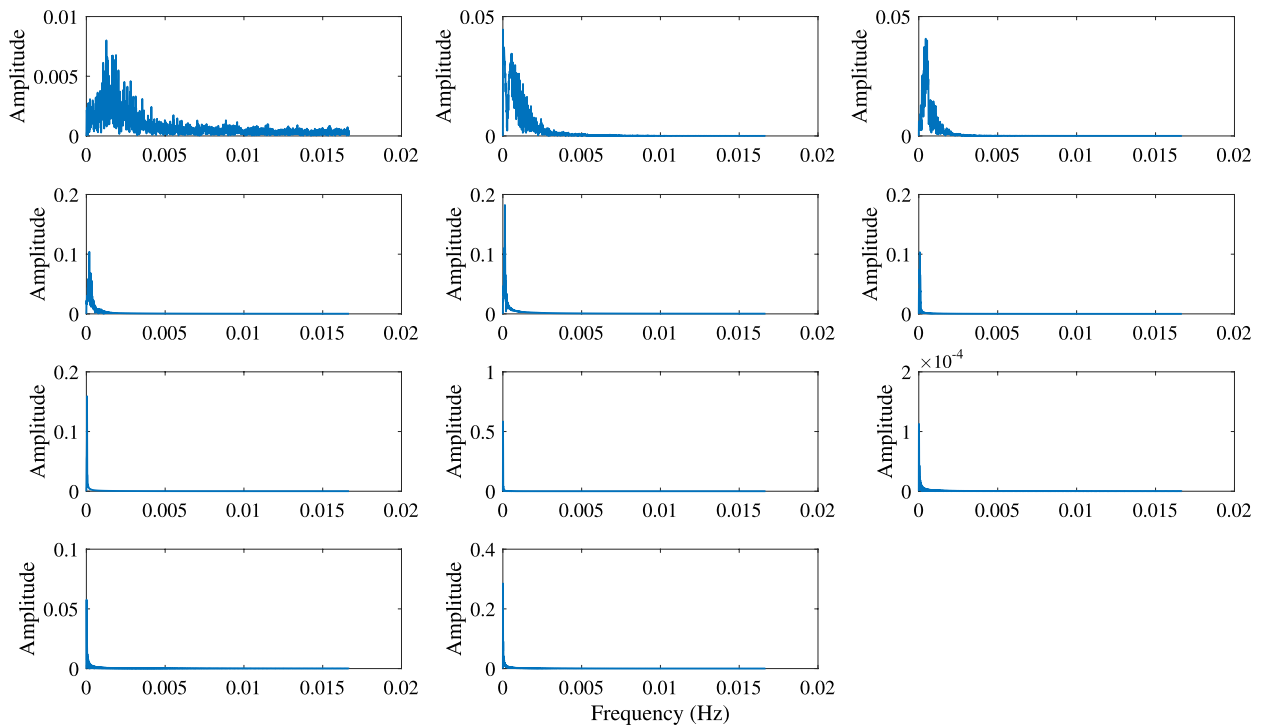 0.01 0.05 0.05
Amplitude Amplitude Amplitude
0.005
0 0 0
0 0.005 0.01 0.015 0.02 0 0.005 0.01 0.015 0.02 0 0.005 0.01 0.015 0.02
0.2 0.2 0.2
Amplitude Amplitude Amplitude
0.1 0.1 0.1
0 0 0
0 0.005 0.01 0.015 0.02 0 0.005 0.01 0.015 0.02 0 0.005 0.01 0.015 0.02
×10-4
0.2 1 2
Amplitude Amplitude Amplitude
0.1 0.5 1
0 0 0
0 0.005 0.01 0.015 0.02 0 0.005 0.01 0.015 0.02 0 0.005 0.01 0.015 0.02
0.1 0.4
Amplitude Amplitude
0.05 0.2
0 0
0 0.005 0.01 0.015 0.02 0 0.005 0.01 0.015 0.02
Frequency (Hz)